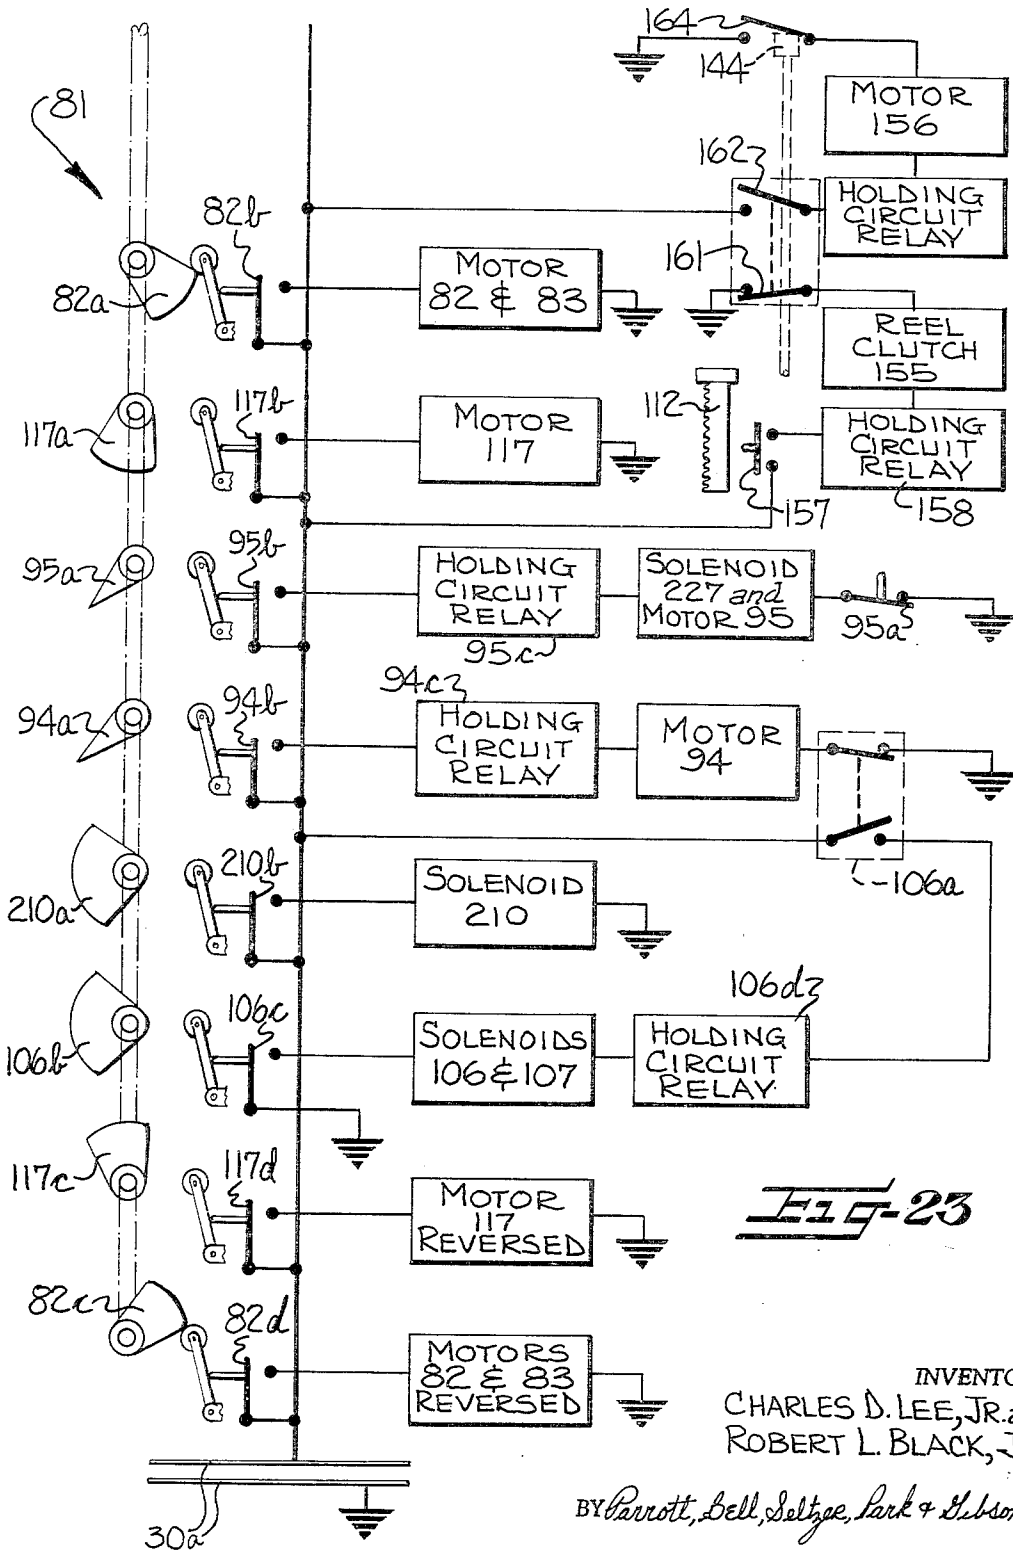 164
144
MOTOR
156
81
162
HOLDING
CIRCUIT
RELAY
82b
161
82a
MOTOR
82 & 83
REEL
CLUTCH
155
117a
117b
MOTOR
117
112
HOLDING
CIRCUIT
RELAY
157
158
95a
95b
HOLDING
CIRCUIT
RELAY
95c
SOLENOID
227 and
MOTOR 95
95a
94a
94b
94c
HOLDING
CIRCUIT
RELAY
MOTOR
94
106a
210a
210b
SOLENOID
210
106b
106c
SOLENOIDS
106 & 107
106d
HOLDING
CIRCUIT
RELAY
117c
117d
MOTOR
117
REVERSED
FIG-23
82c
82d
MOTORS
82 & 83
REVERSED
30a
INVENTO
CHARLES D. LEE, JR.
ROBERT L. BLACK, J
BY Parrott, Bell, Seltzer, Park & Gibson